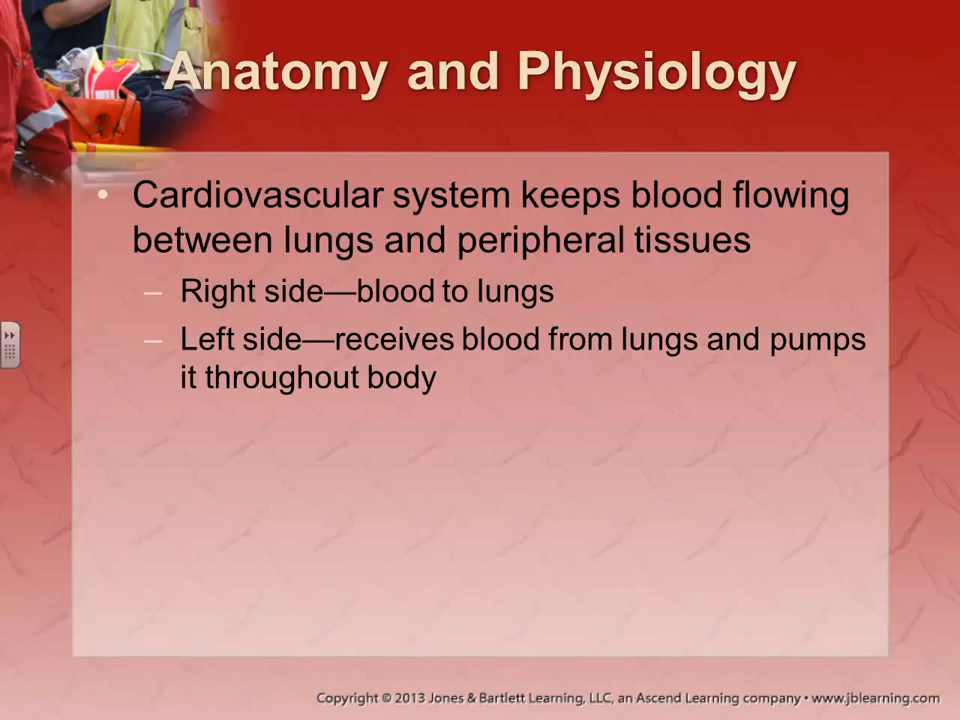 Anatomy and Physiology
• Cardiovascular system keeps blood flowing
between lungs and peripheral tissues
– Right side—blood to lungs
– Left side—receives blood from lungs and pumps
it throughout body
Copyright © 2013 Jones & Bartlett Learning, LLC, an Ascend Learning company • www.jblearning.com